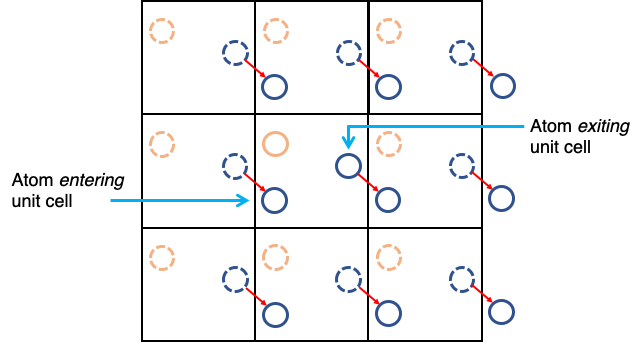 Atom exiting
unit cell
Atom entering
unit cell